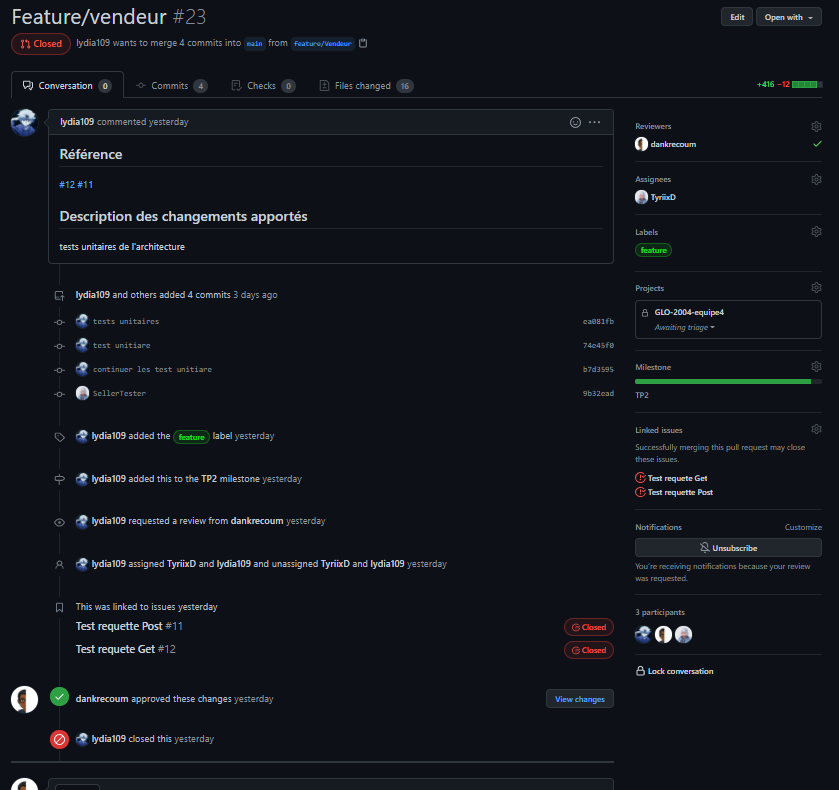 Feature/vendeur #23
Edit
Open with
Closed
lydia109 wants to merge 4 commits into main from feature/Vendeur
Conversation 0
Commits 4
Checks 0
Files changed 16
+416 −12
lydia109 commented yesterday
Référence
#12 #11
Description des changements apportés
tests unitaires de l'architecture
lydia109 and others added 4 commits 3 days ago
tests unitaires ea081fb
test unitiare 74e45f0
continuer les test unitiare b7d3595
SellerTester 9b32ead
lydia109 added the feature label yesterday
lydia109 added this to the TP2 milestone yesterday
lydia109 requested a review from dankrecoum yesterday
lydia109 assigned TyriixD and lydia109 and unassigned TyriixD and lydia109 yesterday
This was linked to issues yesterday
Test requette Post #11 Closed
Test requete Get #12 Closed
dankrecoum approved these changes yesterday
View changes
lydia109 closed this yesterday
Reviewers
dankrecoum
Assignees
TyriixD
Labels
feature
Projects
GLO-2004-equipe4
Awaiting triage
Milestone
TP2
Linked issues
Successfully merging this pull request may close
these issues.
Test requete Get
Test requette Post
Notifications
Customize
Unsubscribe
You're receiving notifications because your review
was requested.
3 participants
Lock conversation